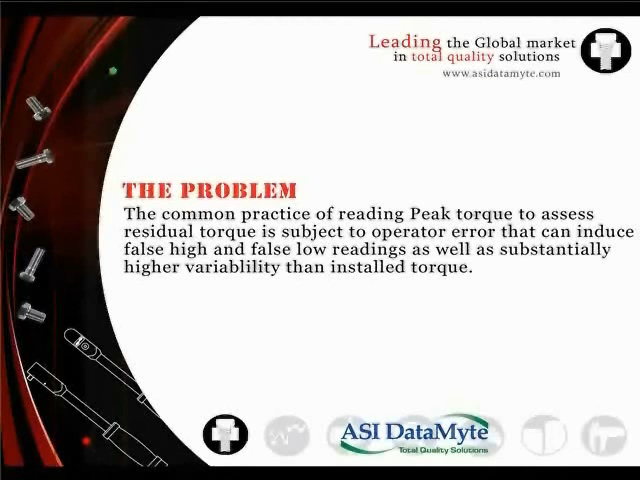 Leading the Global market
in total quality solutions
www.asidatamyte.com
THE PROBLEM
The common practice of reading Peak torque to assess
residual torque is subject to operator error that can induce
false high and false low readings as well as substantially
higher variablility than installed torque.
ASI DataMyte
Total Quality Solutions